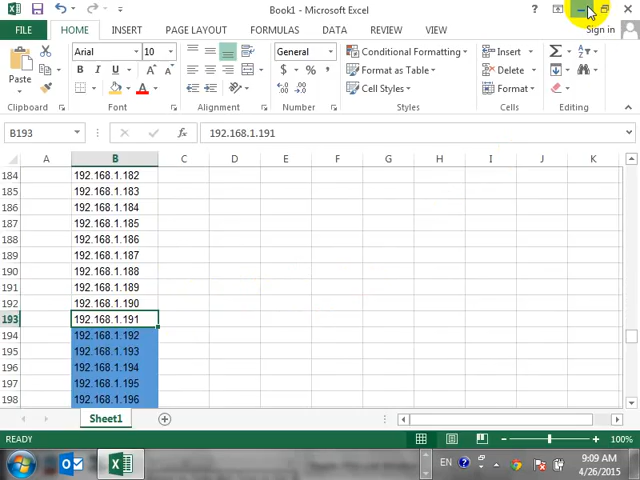 Book1 - Microsoft Excel
?
Sign in
FILE HOME INSERT PAGE LAYOUT FORMULAS DATA REVIEW VIEW
Paste
Arial 10
B I U A A
A
General
$ % ,
Conditional Formatting
Format as Table
Cell Styles
Insert
Delete
Format
Clipboard Font Alignment Number Styles Cells Editing
B193 fx 192.168.1.191
A B C D E F G H I J K
184 192.168.1.182
185 192.168.1.183
186 192.168.1.184
187 192.168.1.185
188 192.168.1.186
189 192.168.1.187
190 192.168.1.188
191 192.168.1.189
192 192.168.1.190
193 192.168.1.191
194 192.168.1.192
195 192.168.1.193
196 192.168.1.194
197 192.168.1.195
198 192.168.1.196
Sheet1
READY 100%
EN
9:09 AM
4/26/2015